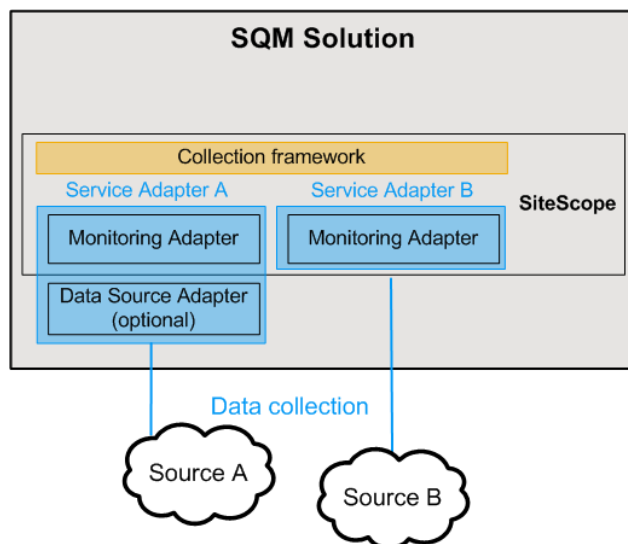 SQM Solution
Collection framework
Service Adapter A
Service Adapter B
SiteScope
Monitoring Adapter
Monitoring Adapter
Data Source Adapter
(optional)
Data collection
Source A
Source B